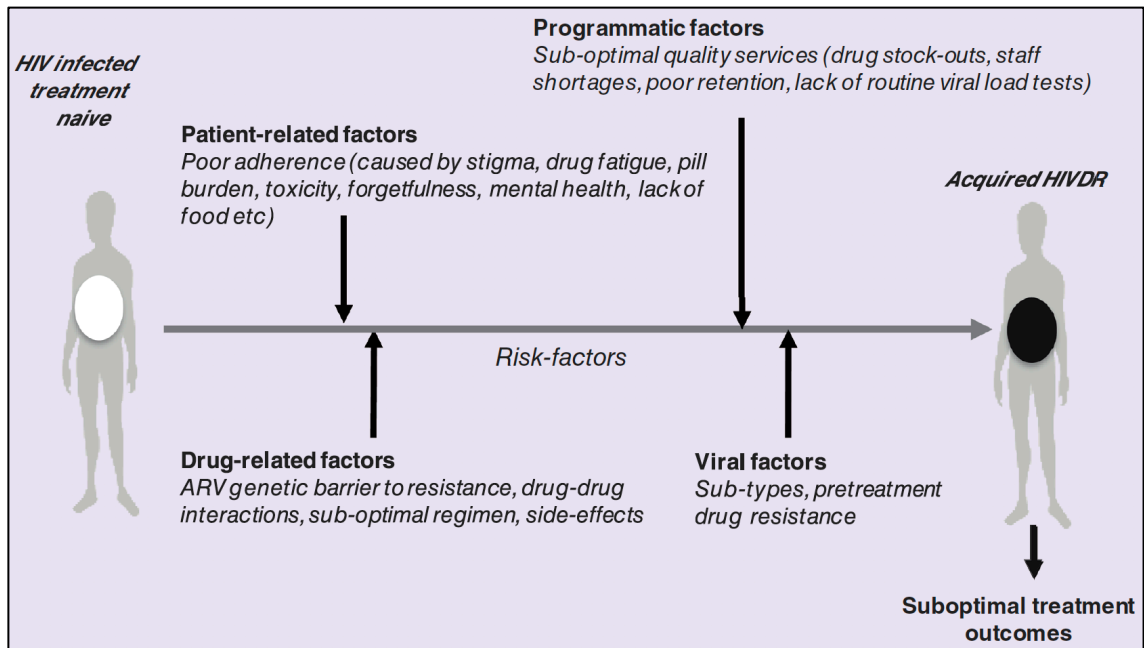 Programmatic factors
Sub-optimal quality services (drug stock-outs, staff
shortages, poor retention, lack of routine viral load tests)
HIV infected
treatment
naive
Patient-related factors
Poor adherence (caused by stigma, drug fatigue, pill
burden, toxicity, forgetfulness, mental health, lack of
food etc)
Acquired HIVDR
Risk-factors
Drug-related factors
ARV genetic barrier to resistance, drug-drug
interactions, sub-optimal regimen, side-effects
Viral factors
Sub-types, pretreatment
drug resistance
Suboptimal treatment
outcomes